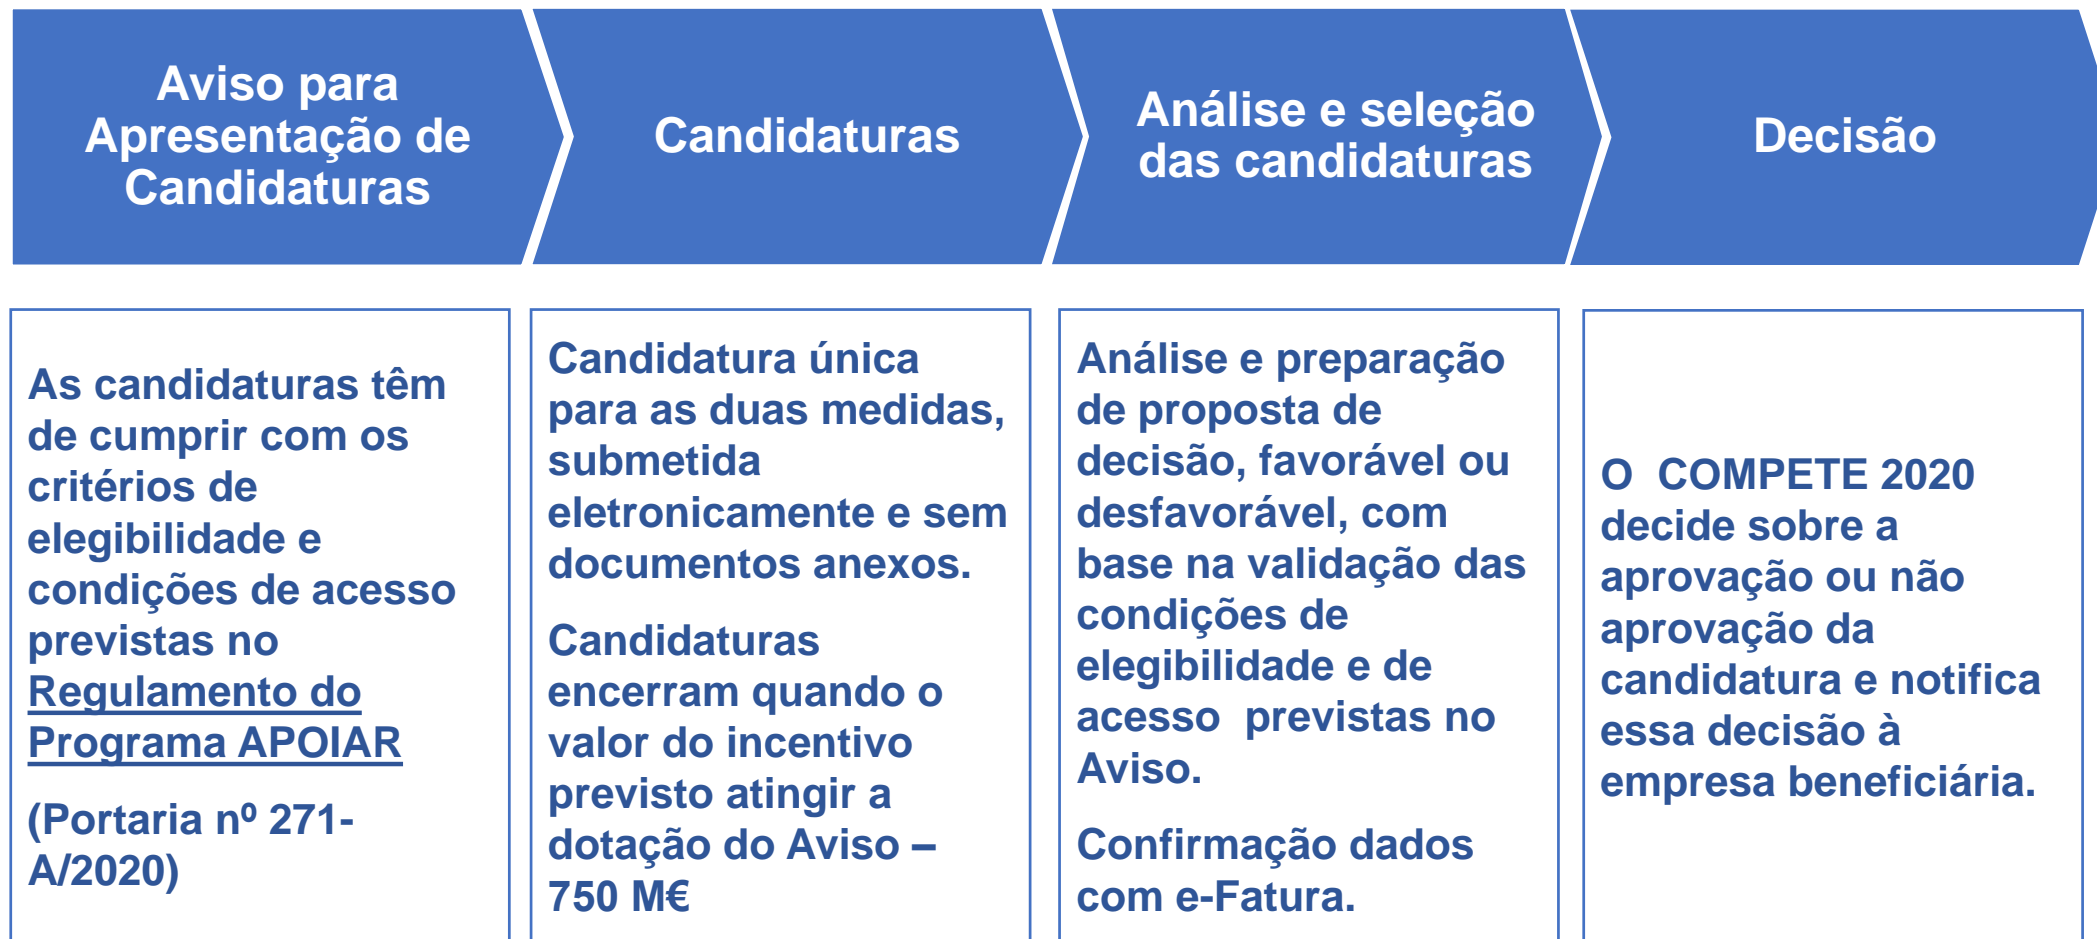 Aviso para
Apresentação de
Candidaturas
Candidaturas
Análise e seleção
das candidaturas
Decisão
As candidaturas têm
de cumprir com os
critérios de
elegibilidade e
condições de acesso
previstas no
Regulamento do
Programa APOIAR
(Portaria nº 271-
A/2020)
Candidatura única
para as duas medidas,
submetida
eletronicamente e sem
documentos anexos.
Candidaturas
encerram quando o
valor do incentivo
previsto atingir a
dotação do Aviso –
750 M€
Análise e preparação
de proposta de
decisão, favorável ou
desfavorável, com
base na validação das
condições de
elegibilidade e de
acesso  previstas no
Aviso.
Confirmação dados
com e-Fatura.
O  COMPETE 2020
decide sobre a
aprovação ou não
aprovação da
candidatura e notifica
essa decisão à
empresa beneficiária.